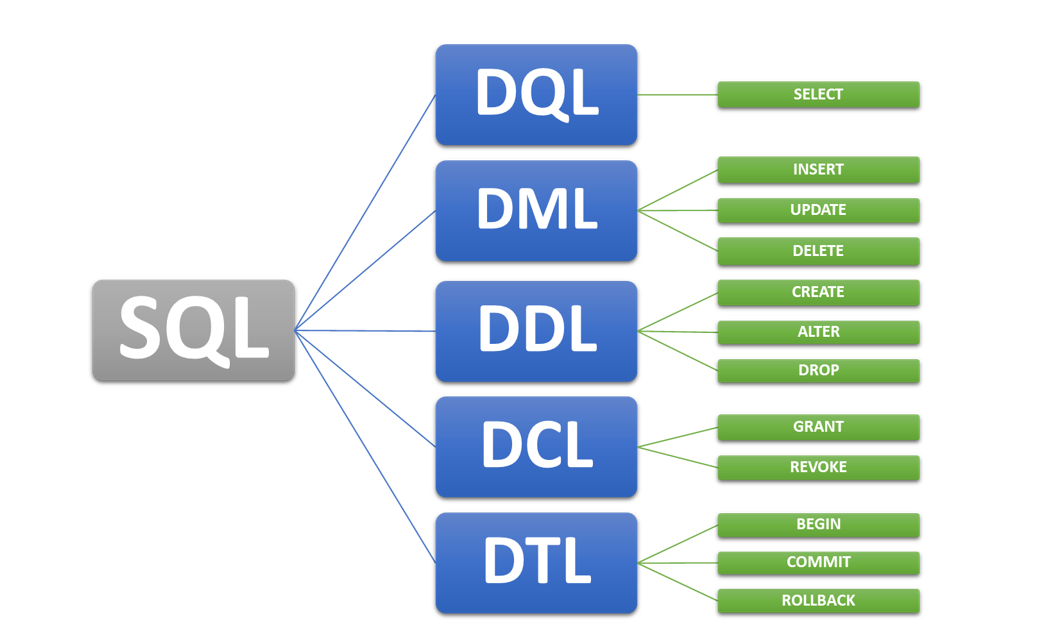 SQL
DQL
SELECT
DML
INSERT
UPDATE
DELETE
DDL
CREATE
ALTER
DROP
DCL
GRANT
REVOKE
DTL
BEGIN
COMMIT
ROLLBACK